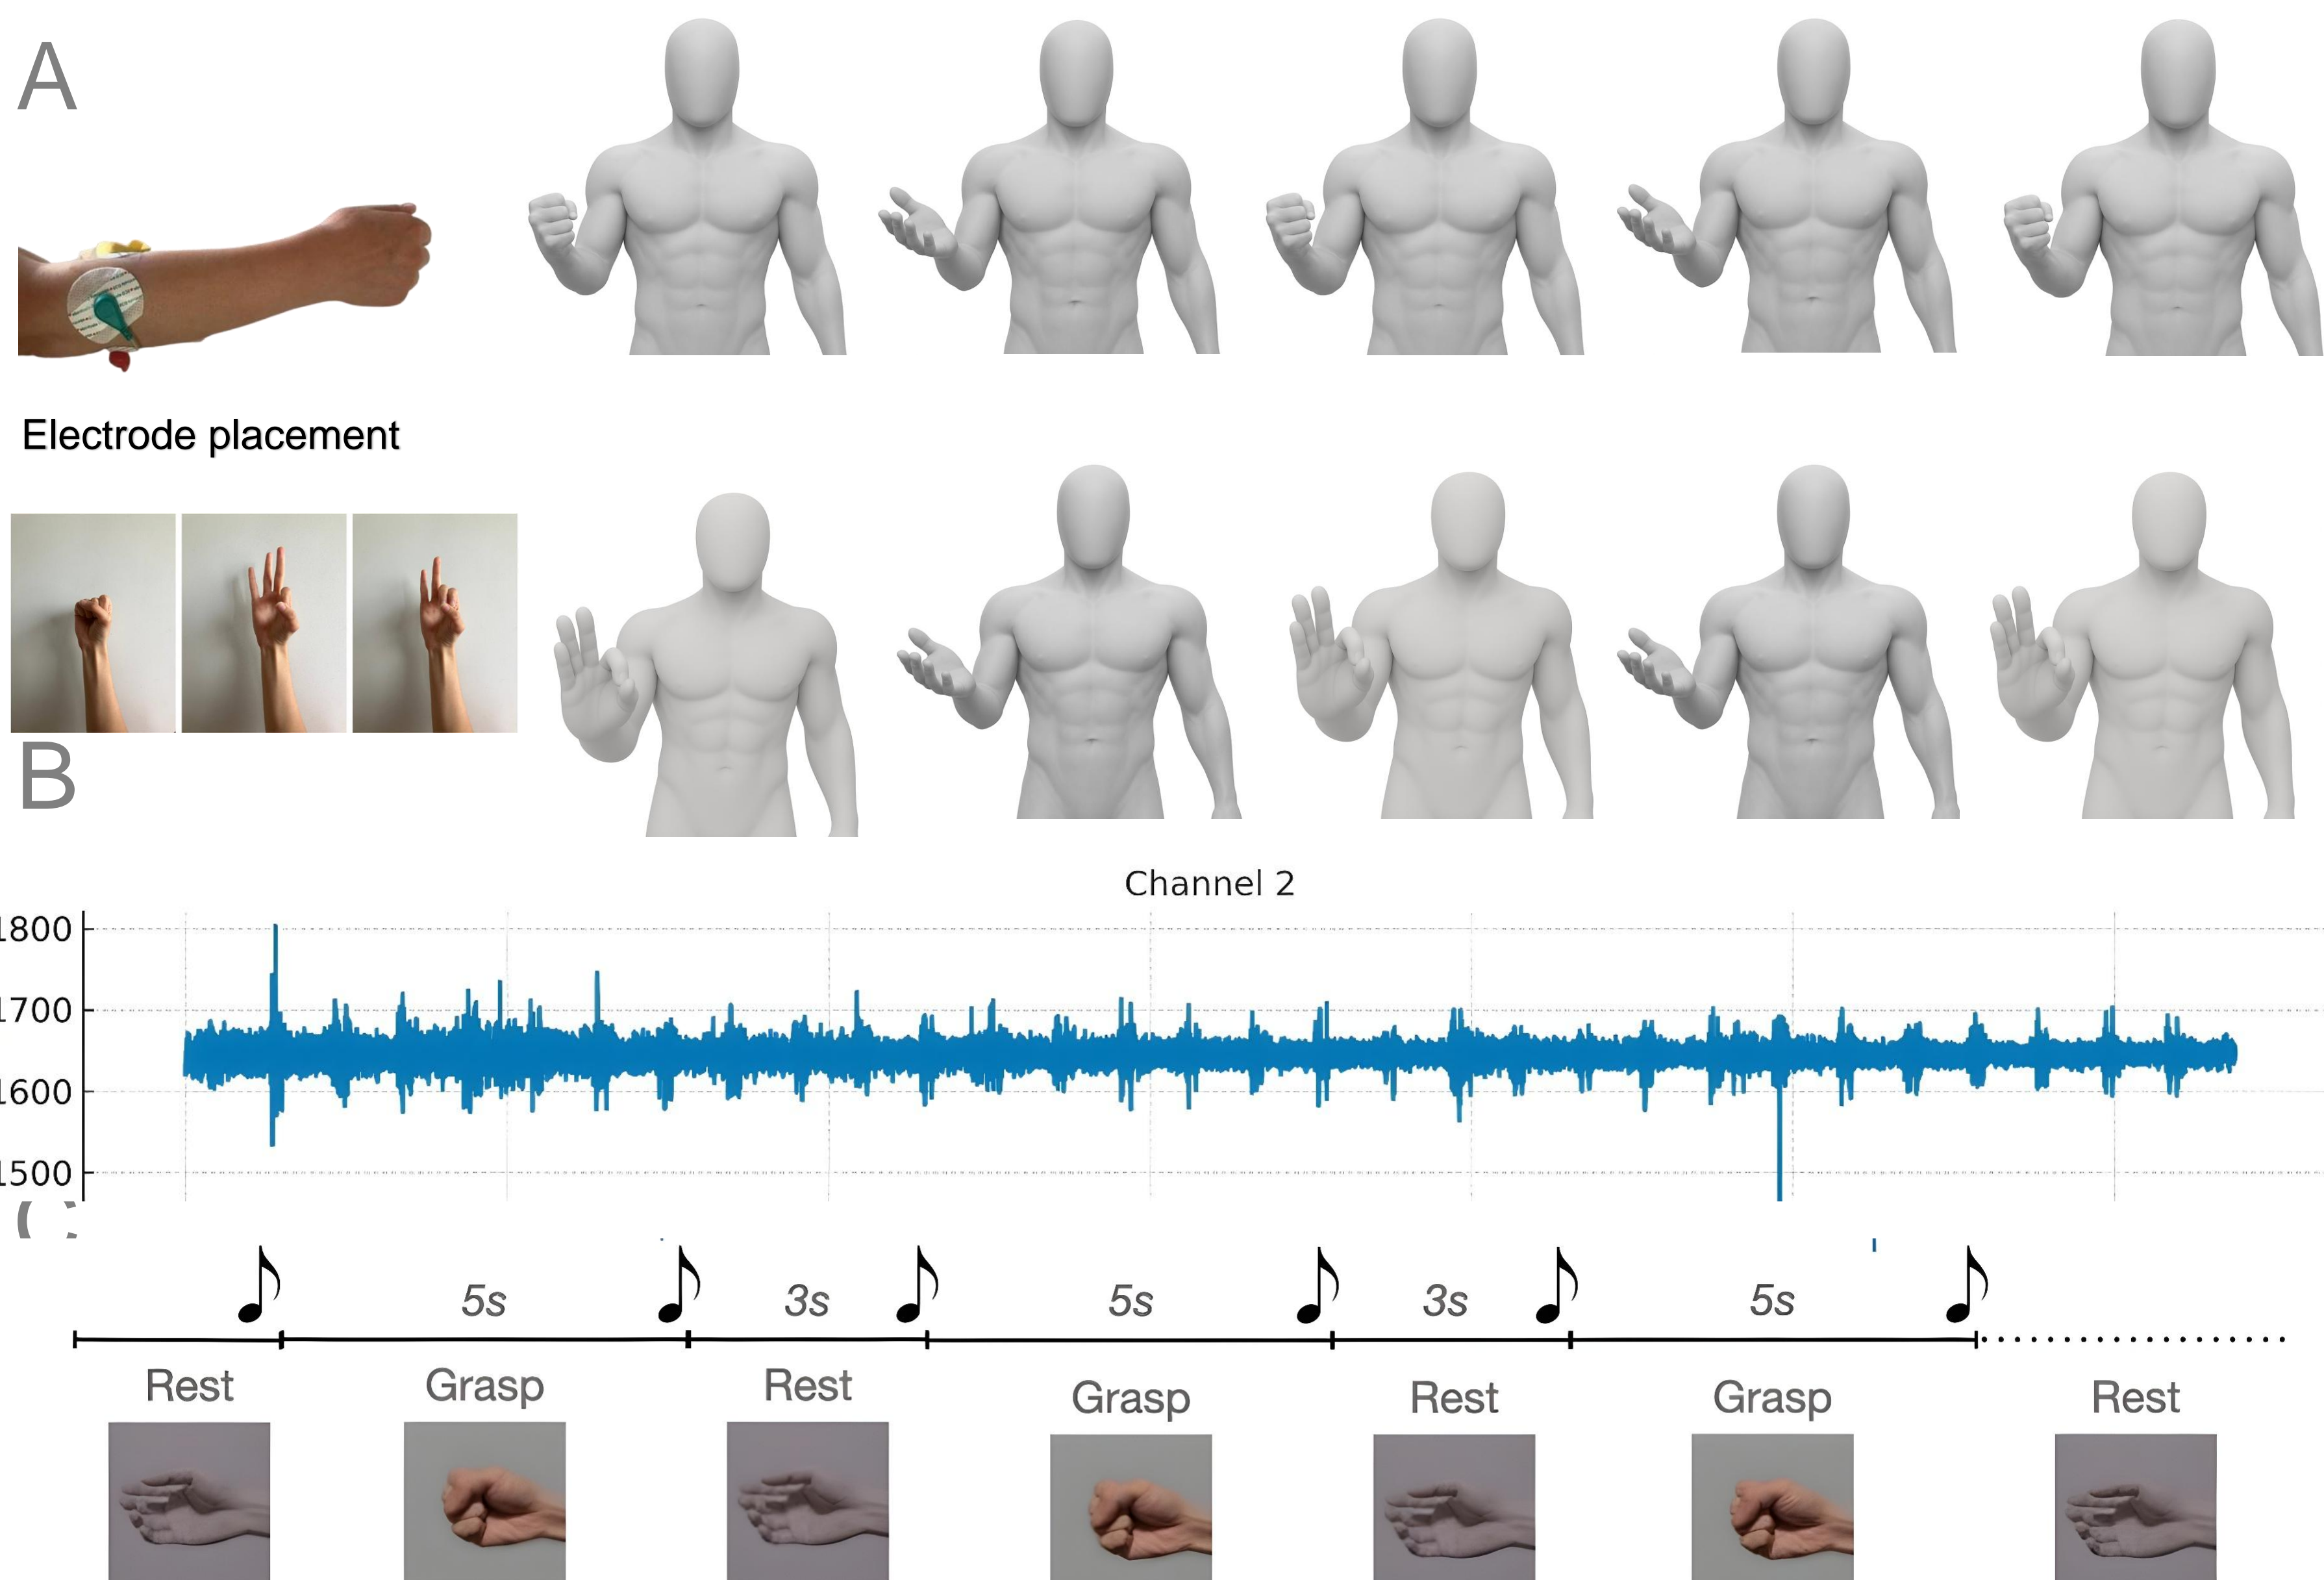 A
Electrode placement
B
Channel 2
1800
1700
1600
1500
C
5s 3s 5s 3s 5s
Rest Grasp Rest Grasp Rest Grasp Rest